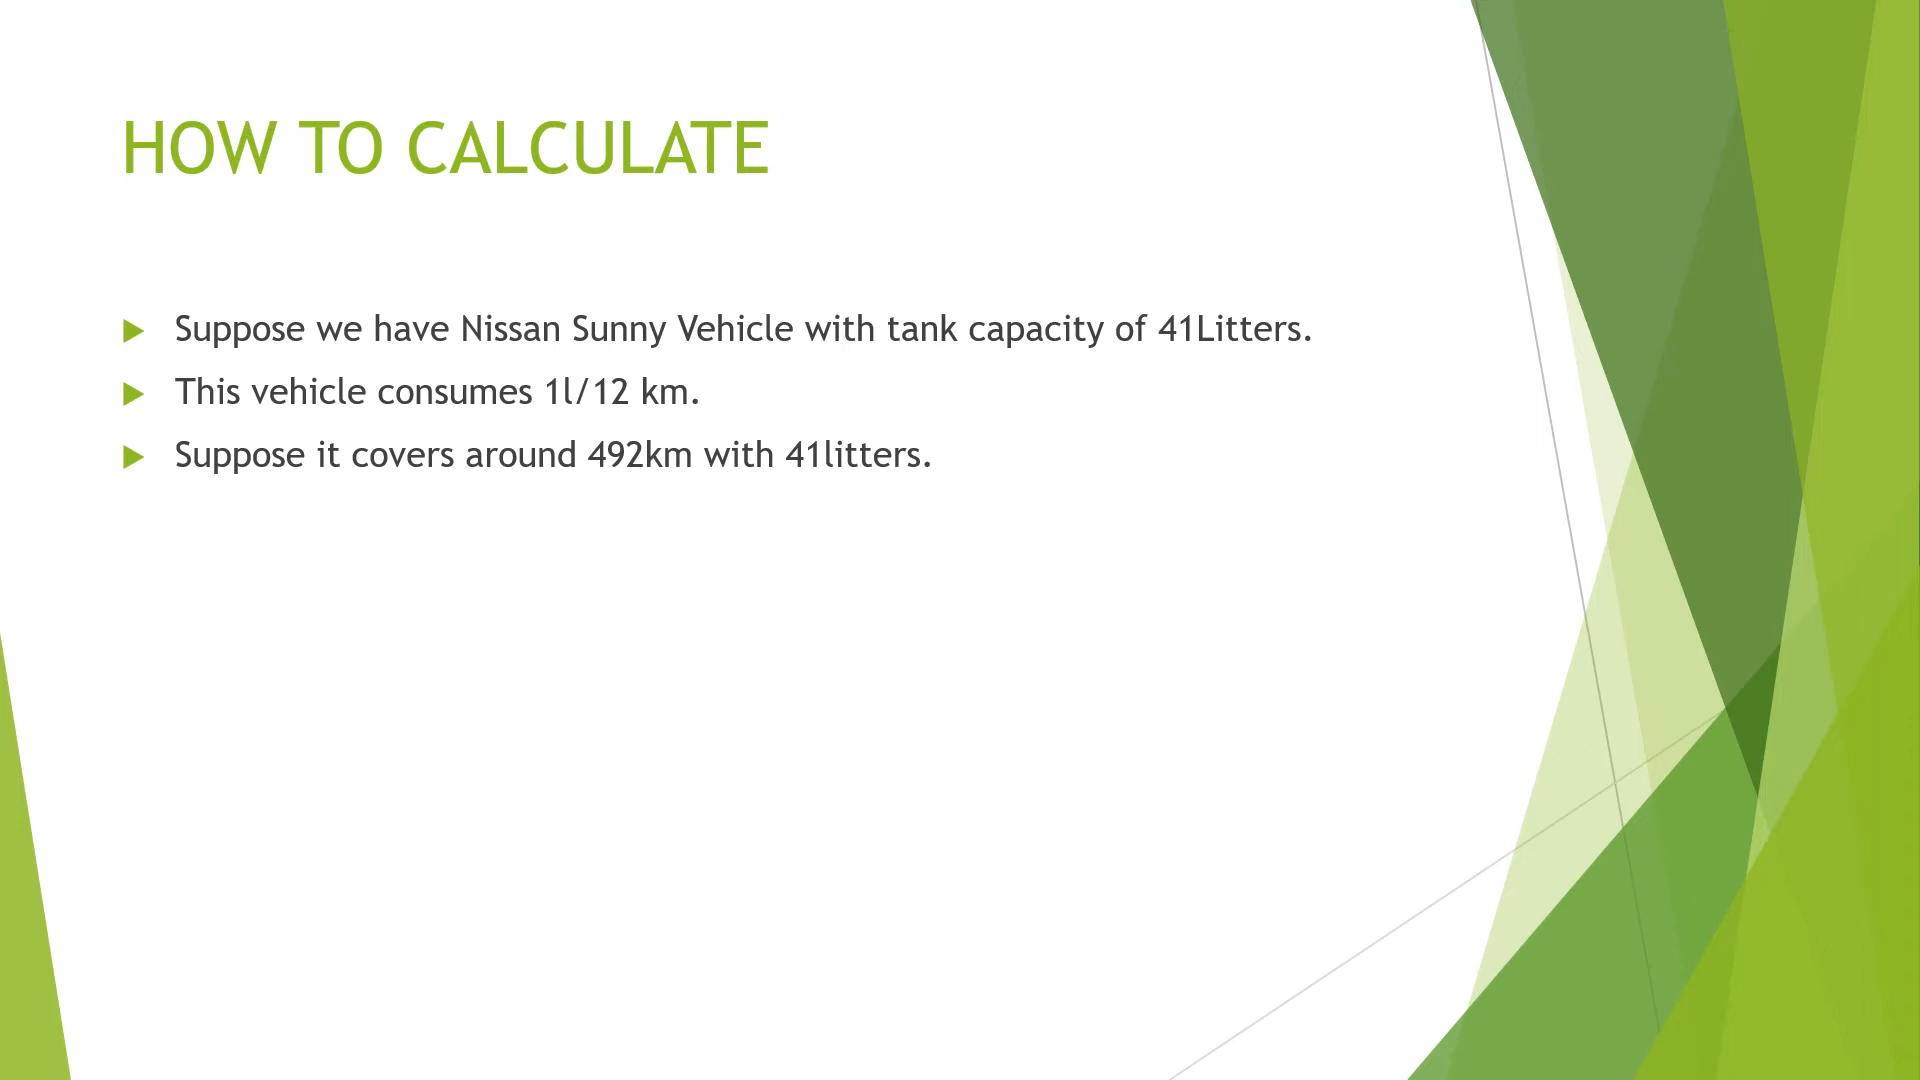 HOW TO CALCULATE
Suppose we have Nissan Sunny Vehicle with tank capacity of 41Litters.
This vehicle consumes 1l/12 km.
Suppose it covers around 492km with 41litters.